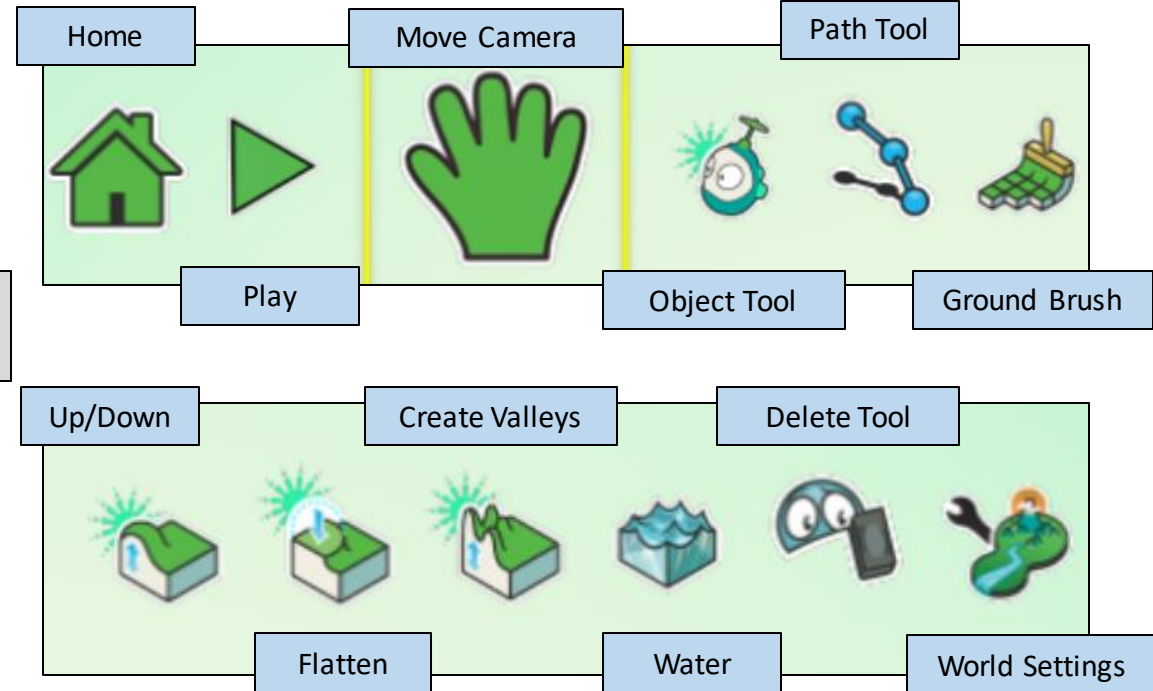 Home
Move Camera
Path Tool
Play
Object Tool
Ground Brush
Up/Down
Create Valleys
Delete Tool
Flatten
Water
World Settings